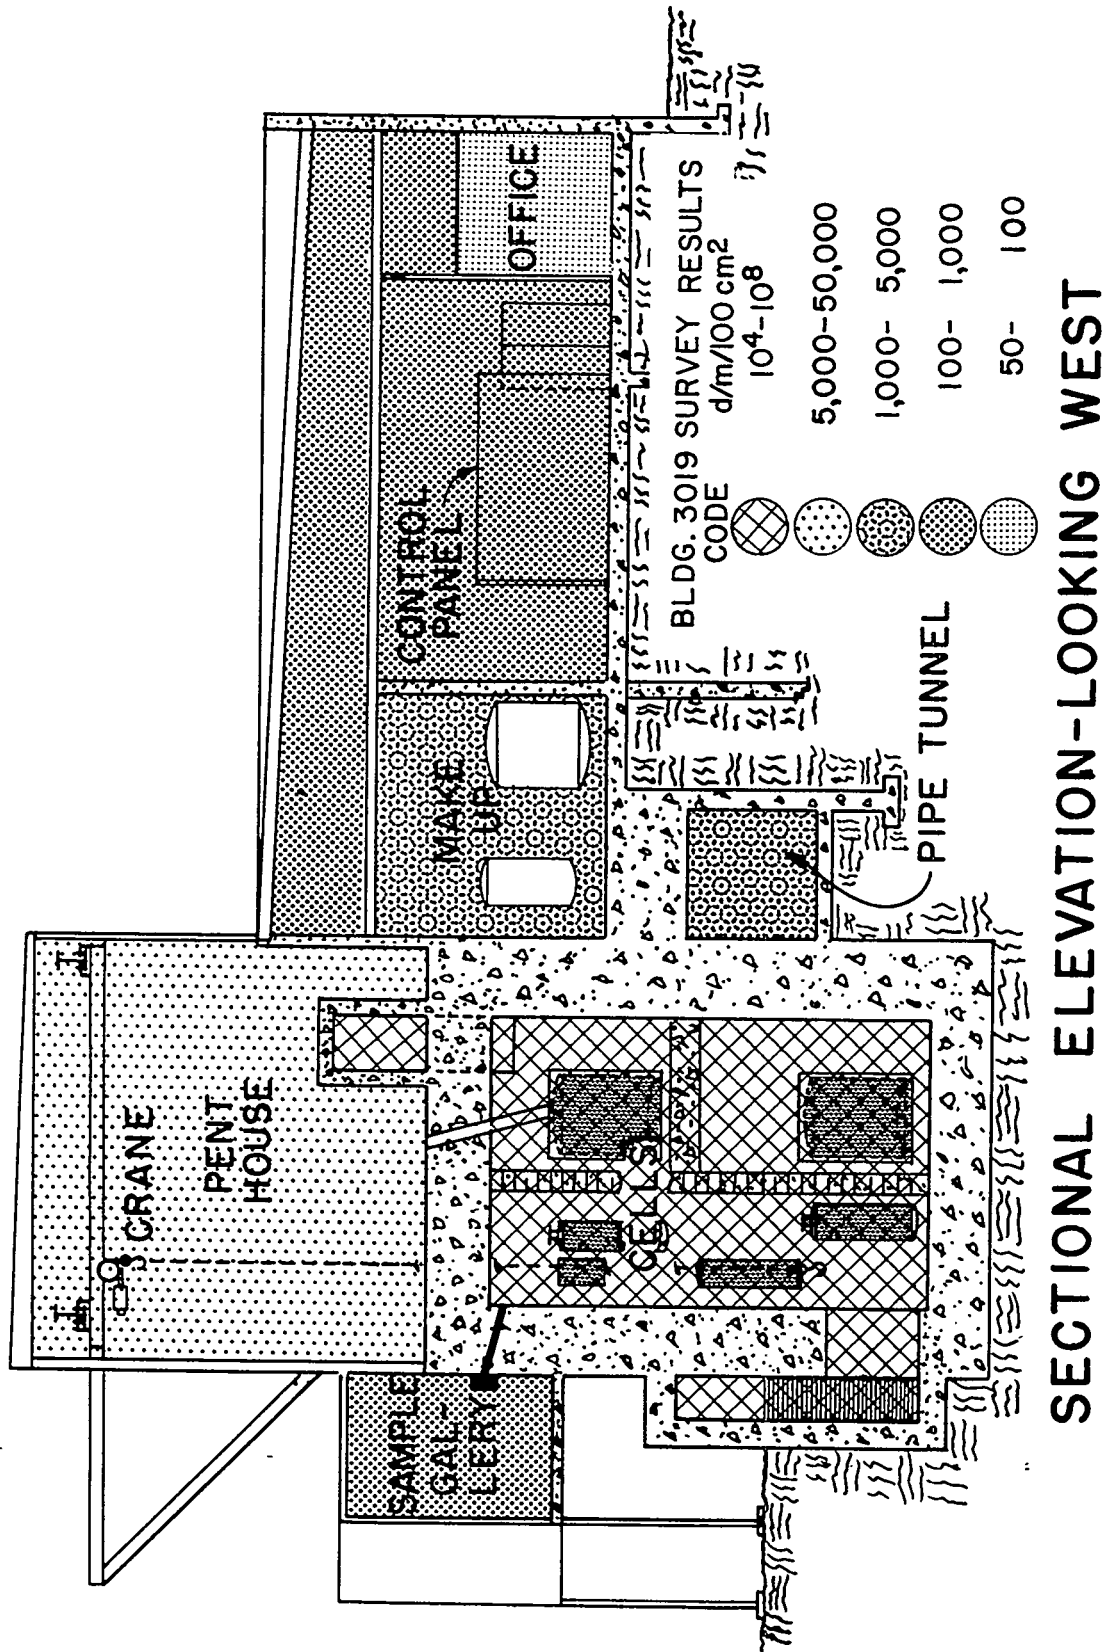 CRANE
PENT
HOUSE
SAMPLE
GAL-
LERY
CELLS
MAKE
UP
CONTROL
PANEL
OFFICE
PIPE TUNNEL
BLDG. 3019 SURVEY RESULTS
CODE d/m/100 cm²
10⁴-10⁸
5,000-50,000
1,000- 5,000
100- 1,000
50- 100
SECTIONAL ELEVATION-LOOKING WEST